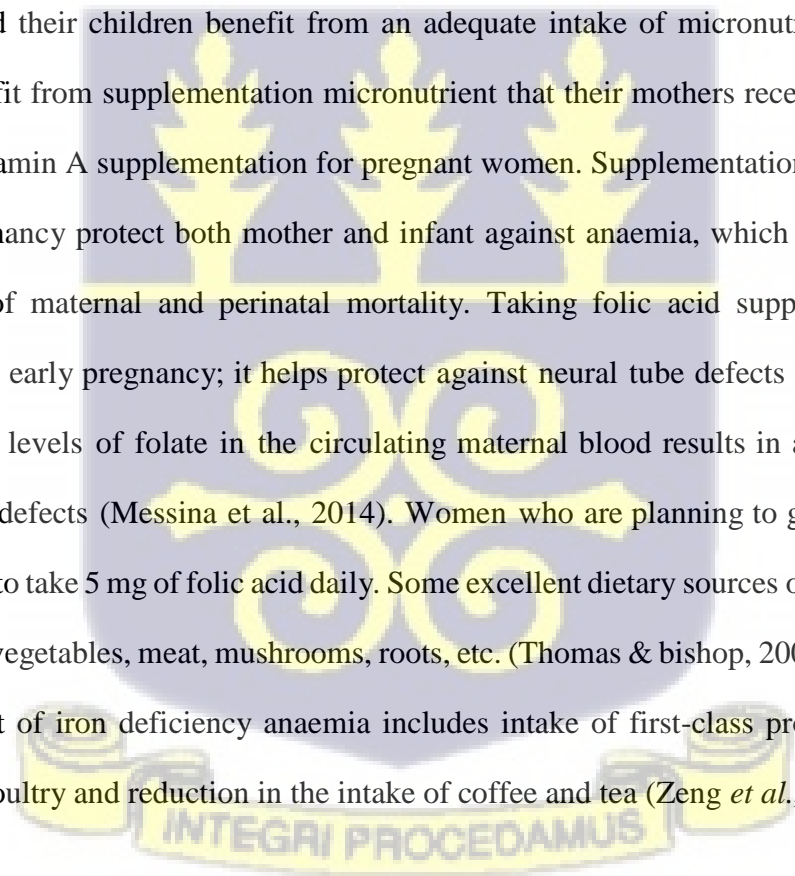 d their children benefit from an adequate intake of micronut
fit from supplementation micronutrient that their mothers rece
amin A supplementation for pregnant women. Supplementation
nancy protect both mother and infant against anaemia, which
of maternal and perinatal mortality. Taking folic acid supp
early pregnancy; it helps protect against neural tube defects
levels of folate in the circulating maternal blood results in a
defects (Messina et al., 2014). Women who are planning to g
to take 5 mg of folic acid daily. Some excellent dietary sources o
vegetables, meat, mushrooms, roots, etc. (Thomas & bishop, 200
t of iron deficiency anaemia includes intake of first-class pro
oultry and reduction in the intake of coffee and tea (Zeng et al.,
INTEGRI PROCEDAMUS